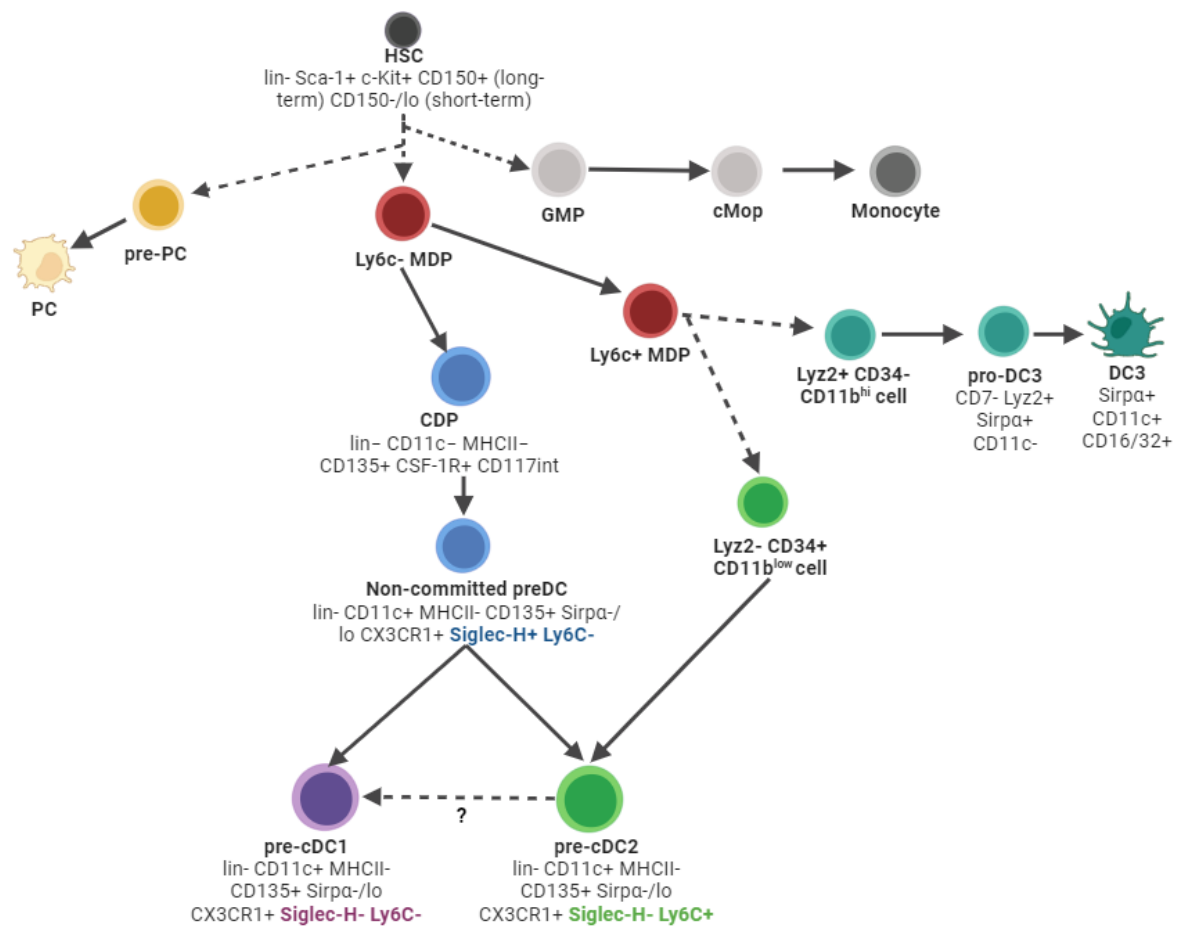 HSC
lin- Sca-1+ c-Kit+ CD150+ (long-
term) CD150-/lo (short-term)
GMP
cMop
Monocyte
pre-PC
PC
Ly6c- MDP
Ly6c+ MDP
Lyz2+ CD34-
CD11bhi cell
pro-DC3
CD7- Lyz2+
Sirpα+
CD11c-
DC3
Sirpα+
CD11c+
CD16/32+
CDP
lin− CD11c− MHCII−
CD135+ CSF-1R+ CD117int
Lyz2- CD34+
CD11blow cell
Non-committed preDC
lin- CD11c+ MHCII- CD135+ Sirpα-/
lo CX3CR1+ Siglec-H+ Ly6C-
?
pre-cDC1
lin- CD11c+ MHCII-
CD135+ Sirpα-/lo
CX3CR1+ Siglec-H- Ly6C-
pre-cDC2
lin- CD11c+ MHCII-
CD135+ Sirpα-/lo
CX3CR1+ Siglec-H- Ly6C+